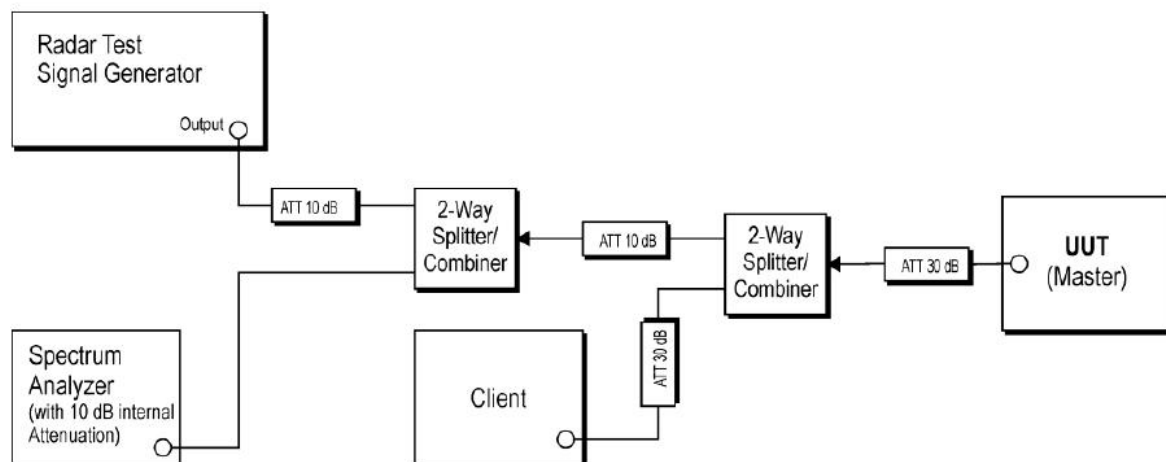 Radar Test
Signal Generator
Output
ATT 10 dB
2-Way
Splitter/
Combiner
ATT 10 dB
2-Way
Splitter/
Combiner
ATT 30 dB
UUT
(Master)
Spectrum
Analyzer
(with 10 dB internal
Attenuation)
Client
ATT 30 dB